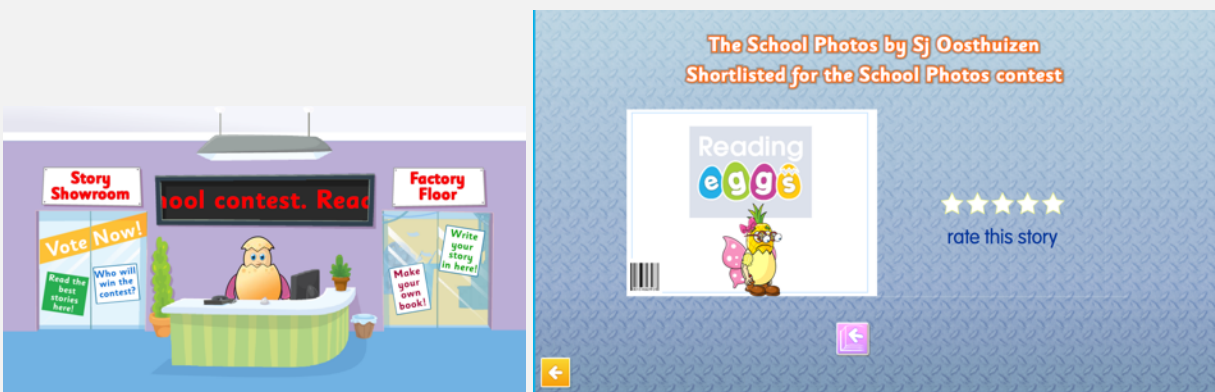 Story
Showroom
ool contest. Read
Factory
Floor
Vote Now!
Read the
best
stories
here!
Who will
win the
contest?
Make
your
own
book!
Write
your
story
in here!
The School Photos by Sj Oosthuizen
Shortlisted for the School Photos contest
Reading
eggs
rate this story